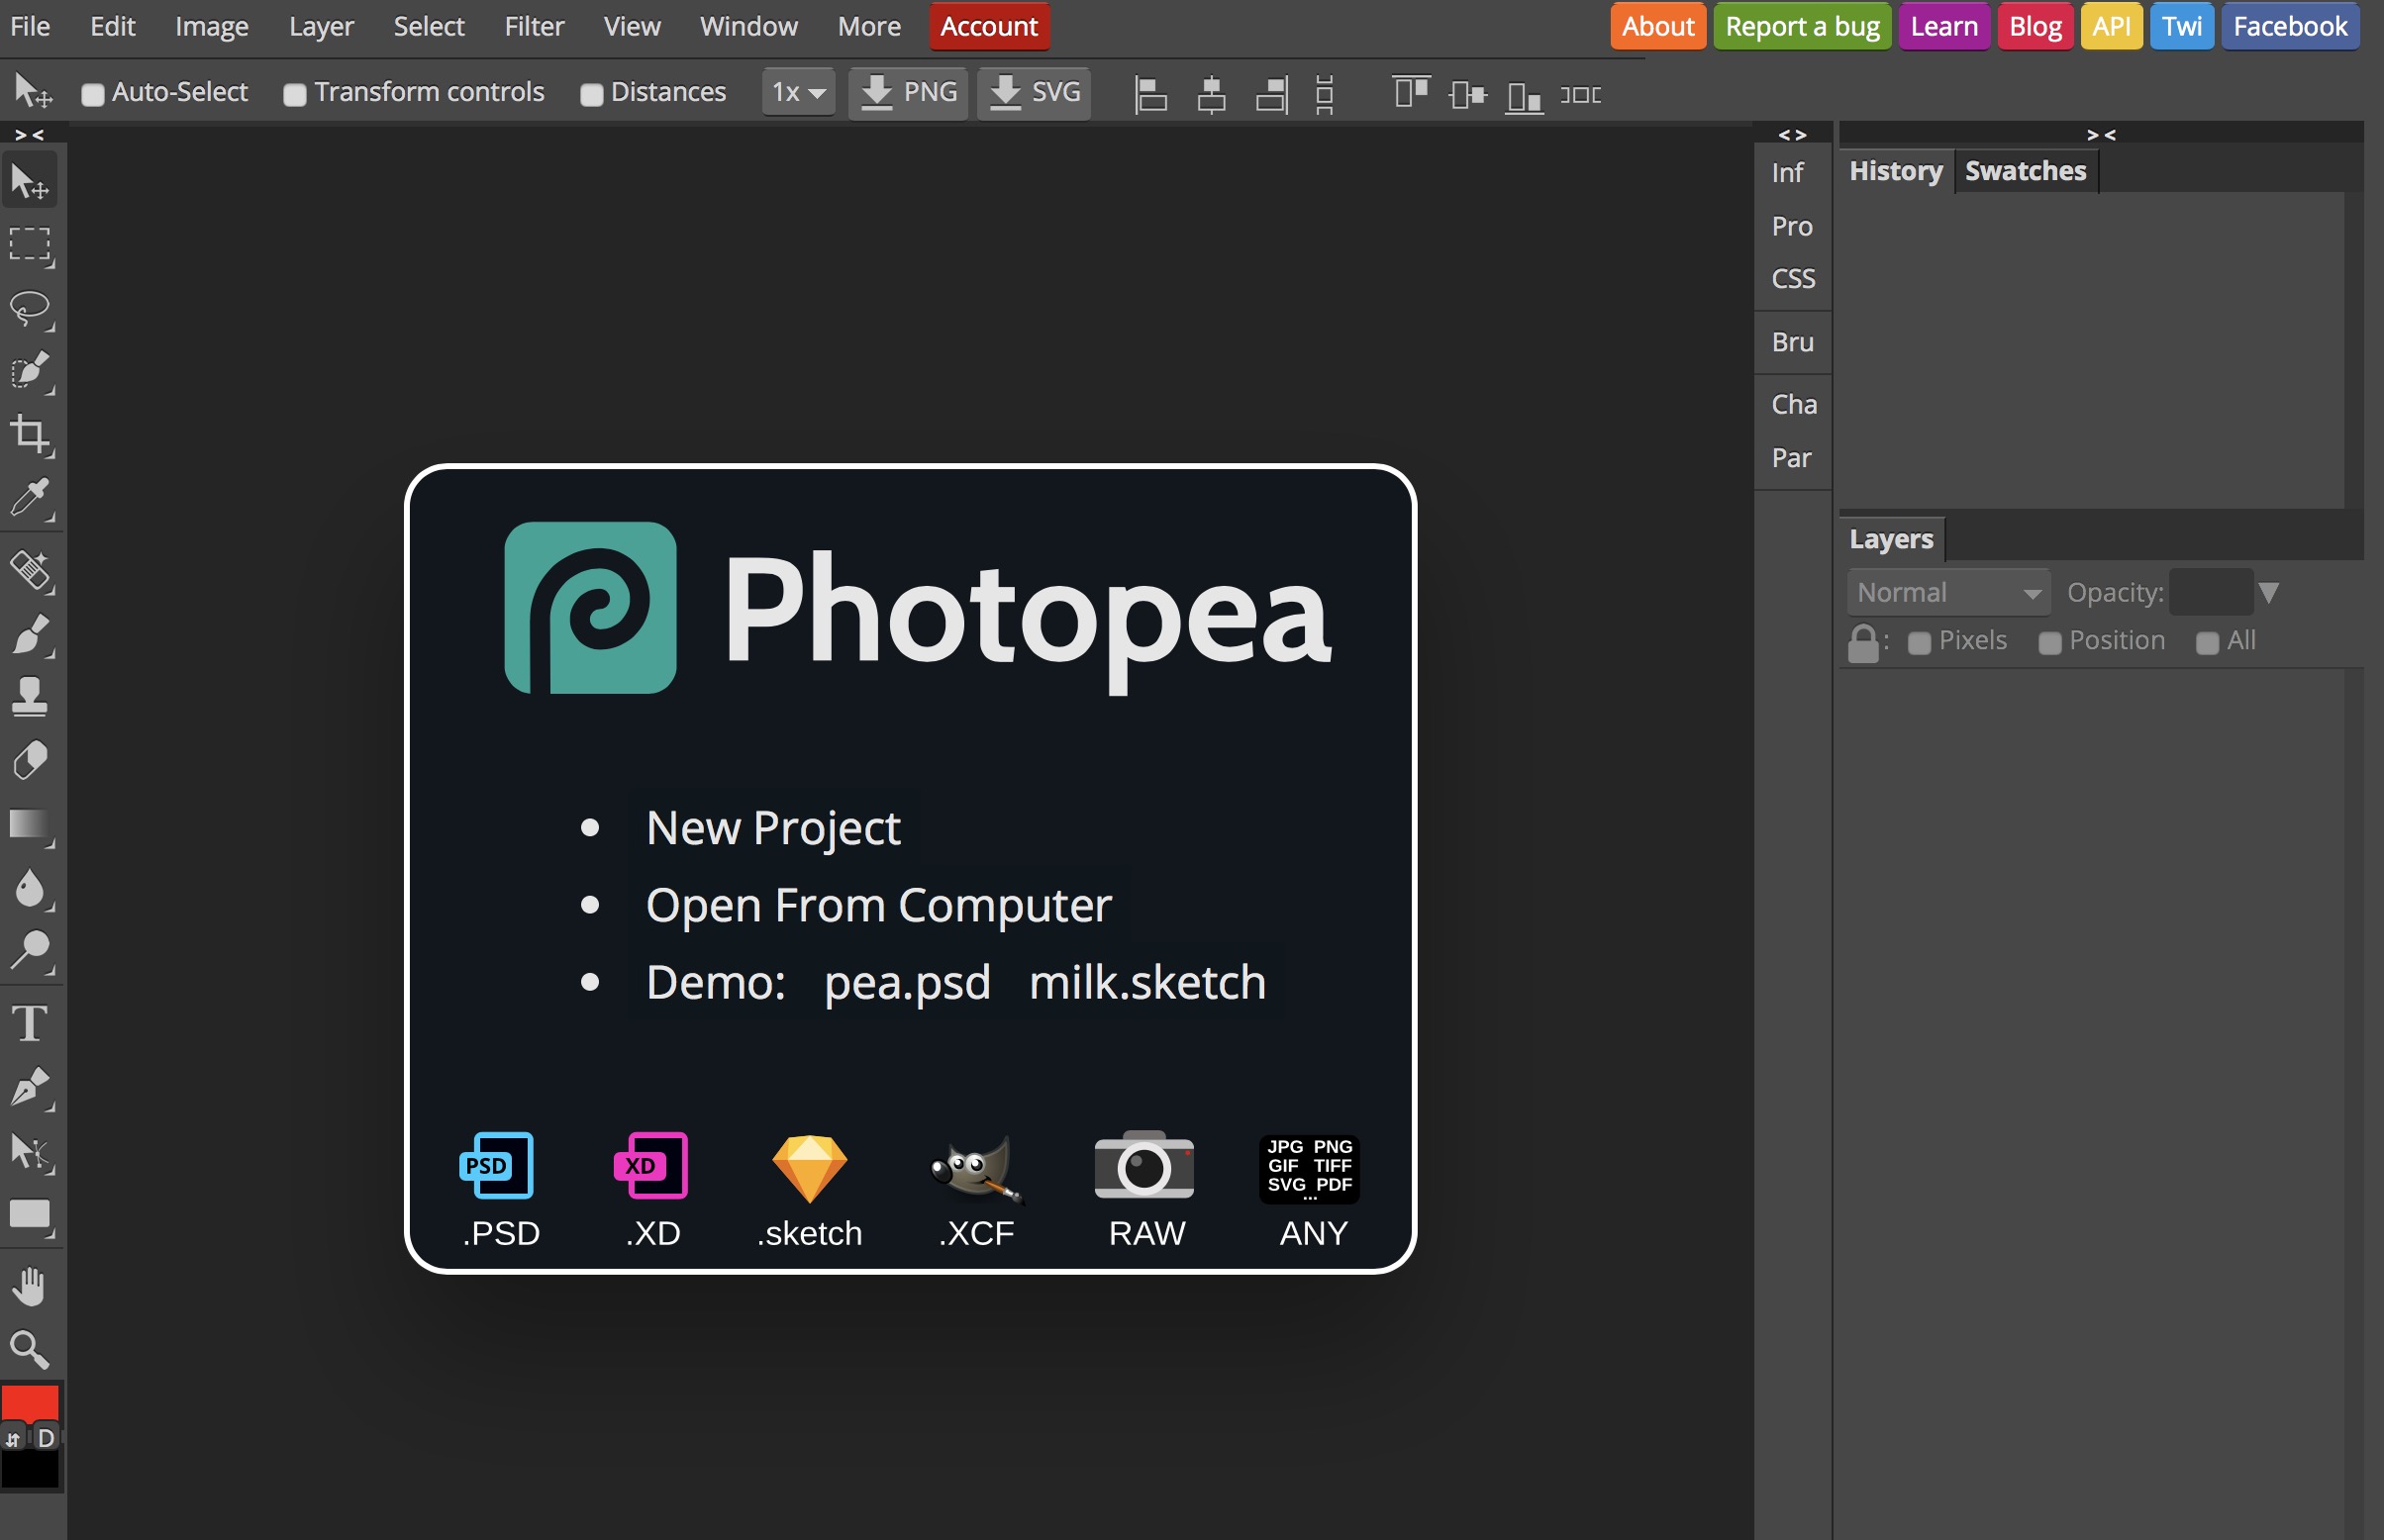 File Edit Image Layer Select Filter View Window More Account About Report a bug Learn Blog API Twi Facebook
Auto-Select Transform controls Distances 1x PNG SVG
> < < > > <
Inf
Pro
CSS
Bru
Cha
Par
History Swatches
Layers
Normal Opacity:
: Pixels Position All
Photopea
• New Project
• Open From Computer
• Demo: pea.psd milk.sketch
PSD XD JPG PNG
GIF TIFF
SVG PDF
...
.PSD .XD .sketch .XCF RAW ANY
T
D